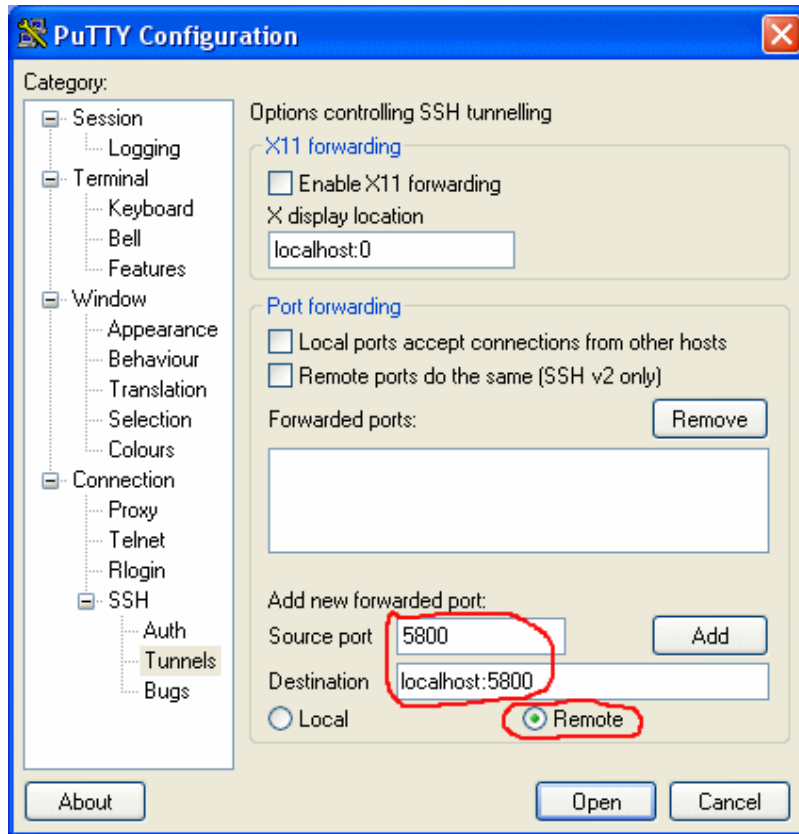 PuTTY Configuration
Category:
Session
Logging
Terminal
Keyboard
Bell
Features
Window
Appearance
Behaviour
Translation
Selection
Colours
Connection
Proxy
Telnet
Rlogin
SSH
Auth
Tunnels
Bugs
Options controlling SSH tunnelling
X11 forwarding
Enable X11 forwarding
X display location
localhost:0
Port forwarding
Local ports accept connections from other hosts
Remote ports do the same (SSH v2 only)
Forwarded ports: Remove
Add new forwarded port:
Source port 5800 Add
Destination localhost:5800
Local Remote
About Open Cancel